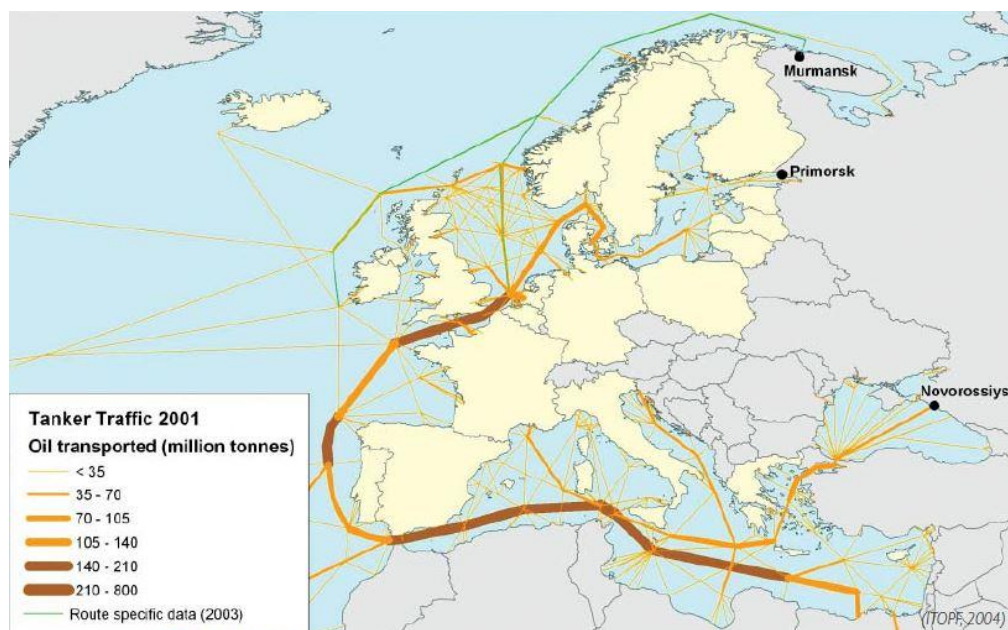 Murmansk
Primorsk
Novorossiys
Tanker Traffic 2001
Oil transported (million tonnes)
< 35
35 - 70
70 - 105
105 - 140
140 - 210
210 - 800
Route specific data (2003)
(ITOPF, 2004)